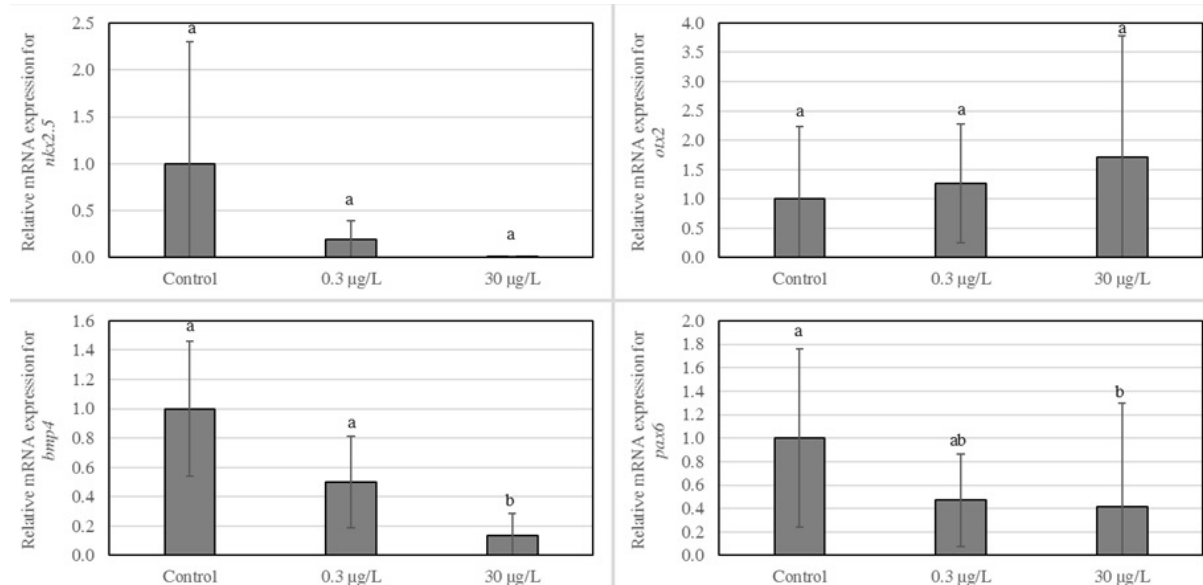 Relative mRNA expression for
nkx2.5
2.5
2.0
1.5
1.0
0.5
0.0
a
a
a
Control
0.3 µg/L
30 µg/L
Relative mRNA expression for
otx2
4.0
3.5
3.0
2.5
2.0
1.5
1.0
0.5
0.0
a
a
a
Control
0.3 µg/L
30 µg/L
Relative mRNA expression for
bmp4
1.6
1.4
1.2
1.0
0.8
0.6
0.4
0.2
0.0
a
a
b
Control
0.3 µg/L
30 µg/L
Relative mRNA expression for
pax6
2.0
1.8
1.6
1.4
1.2
1.0
0.8
0.6
0.4
0.2
0.0
a
ab
b
Control
0.3 µg/L
30 µg/L